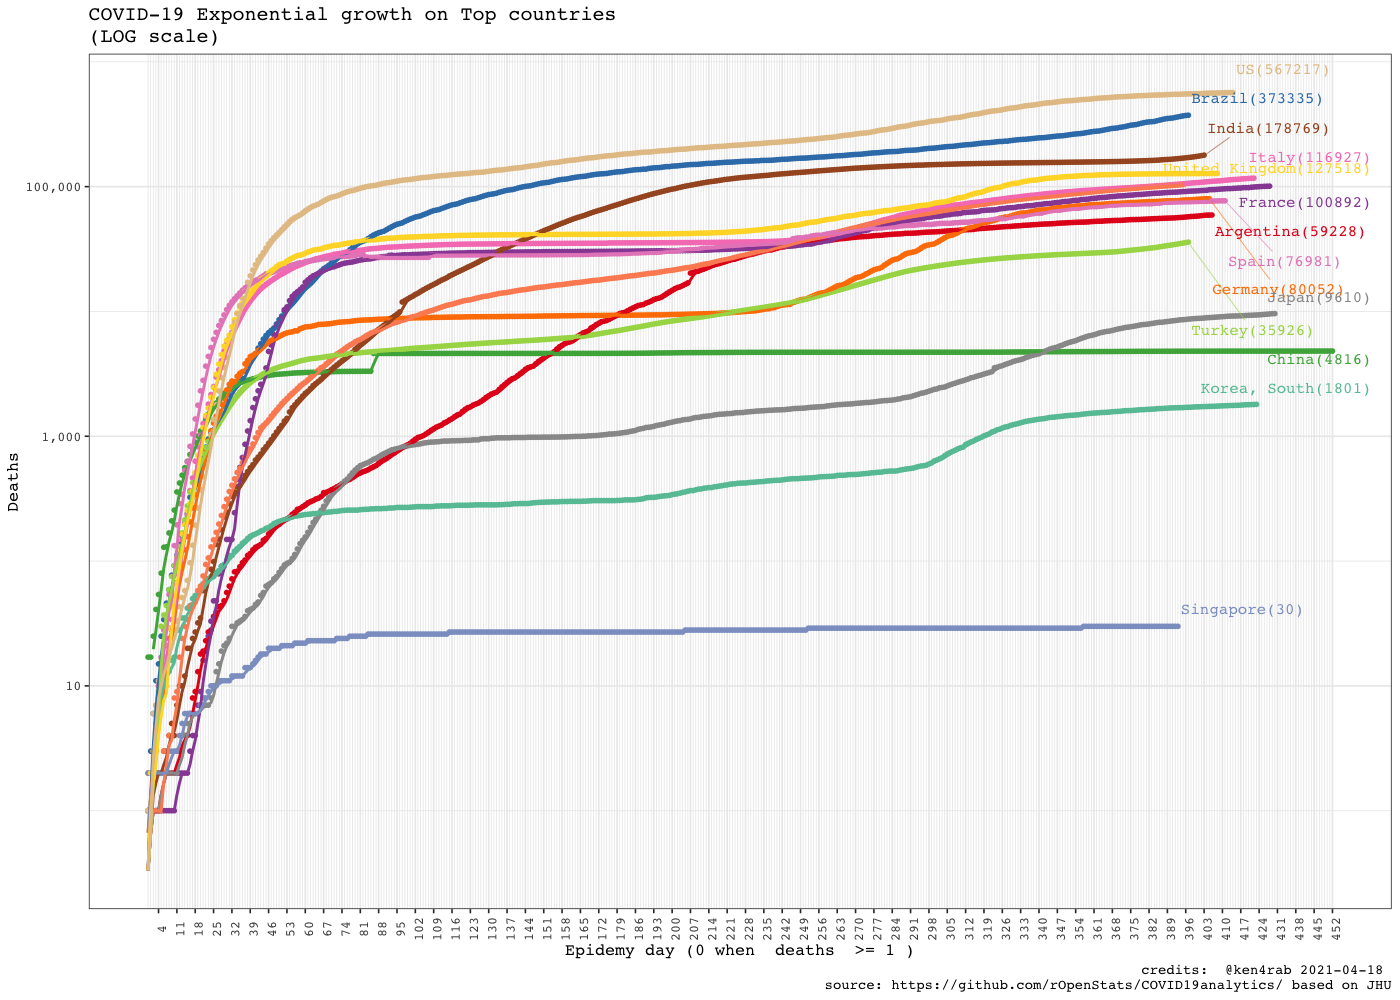 COVID-19 Exponential growth on Top countries
(LOG scale)
US(567217)
Brazil(373335)
India(178769)
Italy(116927)
United Kingdom(127518)
100,000
France(100892)
Argentina(59228)
Spain(76981)
Germany(80052)
Japan(9610)
Turkey(35926)
China(4816)
Korea, South(1801)
1,000
Deaths
Singapore(30)
10
4 11 18 25 32 39 46 53 60 67 74 81 88 95 102 109 116 123 130 137 144 151 158 165 172 179 186 193 200 207 214 221 228 235 242 249 256 263 270 277 284 291 298 305 312 319 326 333 340 347 354 361 368 375 382 389 396 403 410 417 424 431 438 445 452
Epidemy day (0 when  deaths  >= 1 )
credits:  @ken4rab 2021-04-18
source: https://github.com/rOpenStats/COVID19analytics/ based on JHU